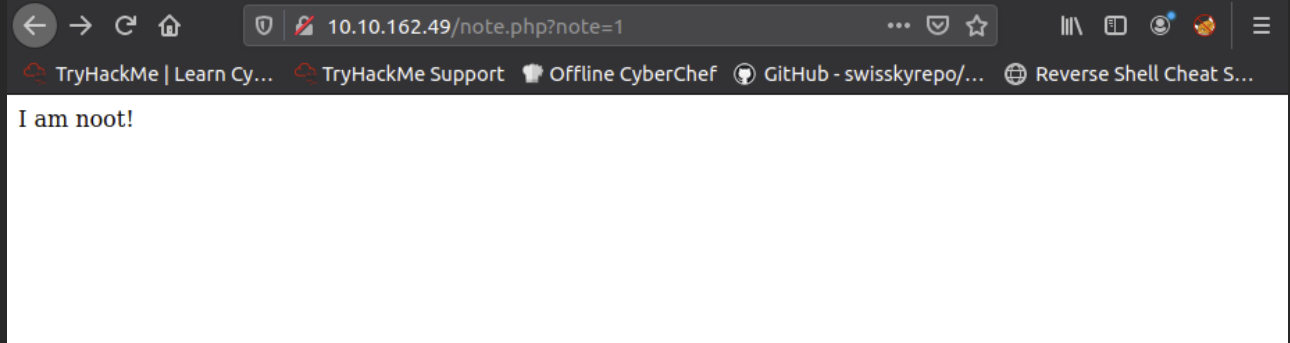 10.10.162.49/note.php?note=1
TryHackMe | Learn Cy... TryHackMe Support Offline CyberChef GitHub - swisskyrepo/... Reverse Shell Cheat S...
I am noot!